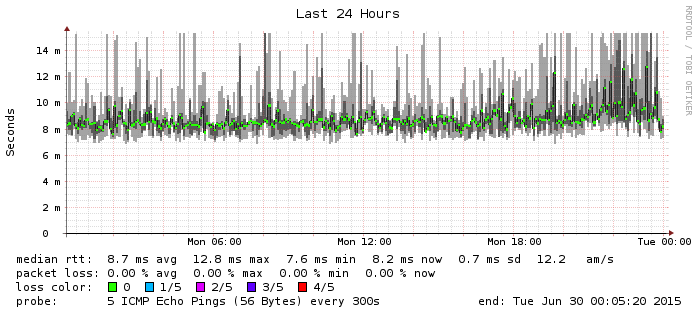 Last 24 Hours
RRDTOOL / TOBI OETIKER
Seconds
14 m
12 m
10 m
8 m
6 m
4 m
2 m
0
Mon 06:00 Mon 12:00 Mon 18:00 Tue 00:00
median rtt: 8.7 ms avg 12.8 ms max 7.6 ms min 8.2 ms now 0.7 ms sd 12.2 am/s
packet loss: 0.00 % avg 0.00 % max 0.00 % min 0.00 % now
loss color: 0 1/5 2/5 3/5 4/5
probe: 5 ICMP Echo Pings (56 Bytes) every 300s end: Tue Jun 30 00:05:20 2015